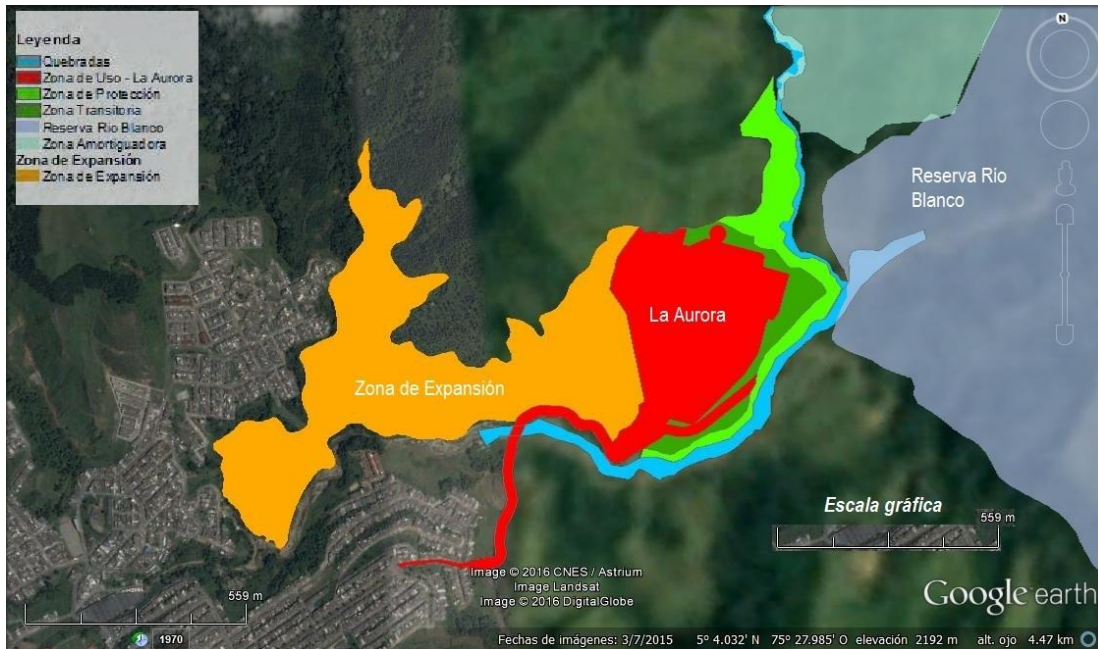 Leyenda
Quebradas
Zona de Uso - La Aurora
Zona de Protección
Zona Transitoria
Reserva Rio Blanco
Zona Amortiguadora
Zona de Expansión
Zona de Expansión
N
Reserva Rio
Blanco
La Aurora
Zona de Expansión
Escala gráfica
559 m
Image © 2016 CNES / Astrium
Image Landsat
Image © 2016 DigitalGlobe
559 m
Google earth
1970
Fechas de imágenes: 3/7/2015 5° 4.032' N 75° 27.985' O elevación 2192 m alt. ojo 4.47 km